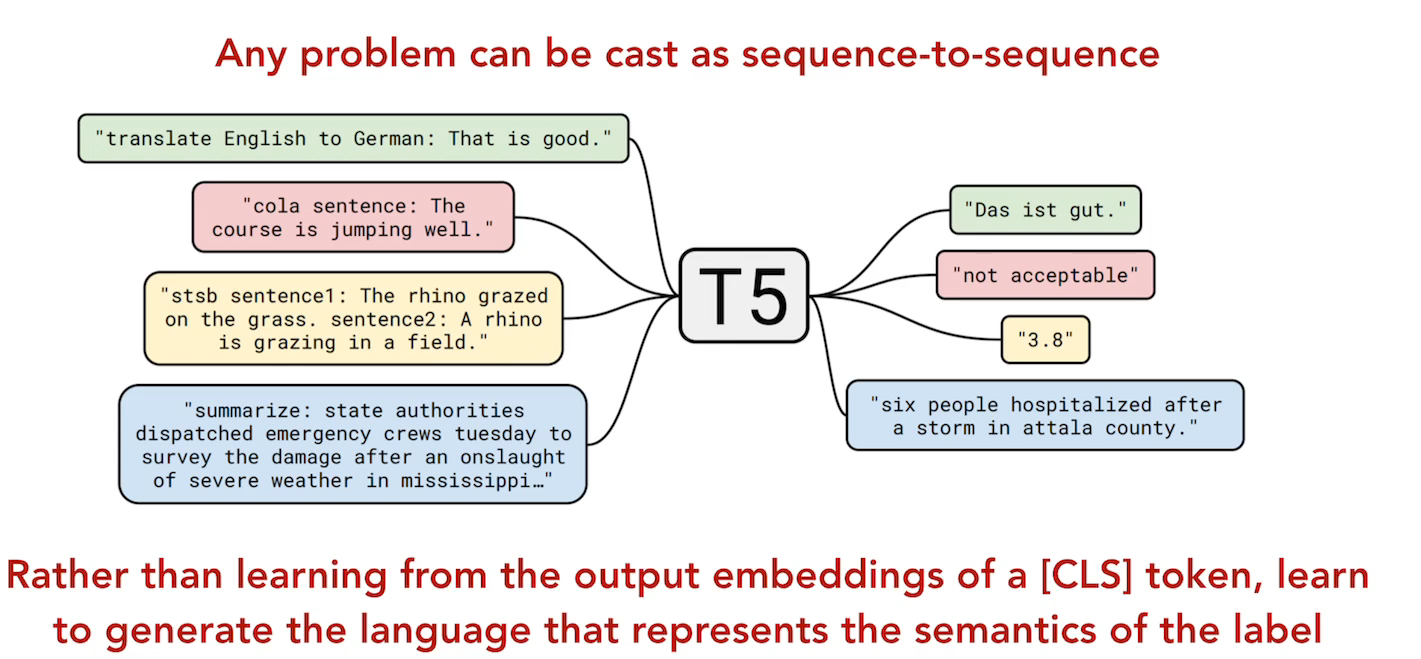 Any problem can be cast as sequence-to-sequence
"translate English to German: That is good."
"cola sentence: The
course is jumping well."
"stsb sentence1: The rhino grazed
on the grass. sentence2: A rhino
is grazing in a field."
"summarize: state authorities
dispatched emergency crews tuesday to
survey the damage after an onslaught
of severe weather in mississippi…"
T5
"Das ist gut."
"not acceptable"
"3.8"
"six people hospitalized after
a storm in attala county."
Rather than learning from the output embeddings of a [CLS] token, learn
to generate the language that represents the semantics of the label